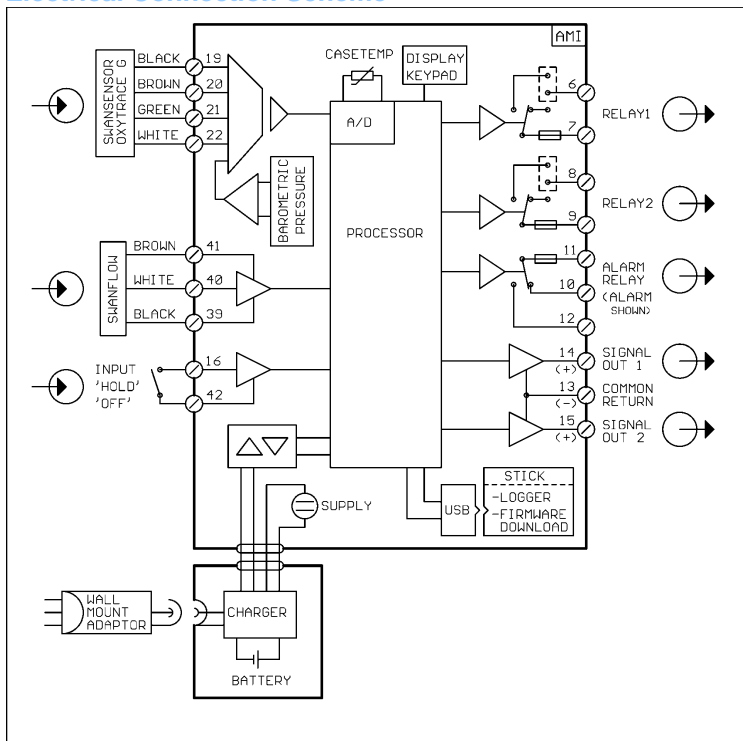 Electrical Connection Scheme
AMI
SWANSENSOR
OXYTRACE G
BLACK 19
BROWN 20
GREEN 21
WHITE 22
CASETEMP
A/D
DISPLAY
KEYPAD
BAROMETRIC
PRESSURE
PROCESSOR
6
7
RELAY1
8
9
RELAY2
11
10
12
ALARM
RELAY
(ALARM
SHOWN)
SWANFLOW
BROWN 41
WHITE 40
BLACK 39
INPUT
'HOLD'
'OFF'
16
42
14
(+)
SIGNAL
OUT 1
13
(-)
COMMON
RETURN
15
(+)
SIGNAL
OUT 2
SUPPLY
USB
STICK
-LOGGER
-FIRMWARE
DOWNLOAD
WALL
MOUNT
ADAPTOR
CHARGER
BATTERY